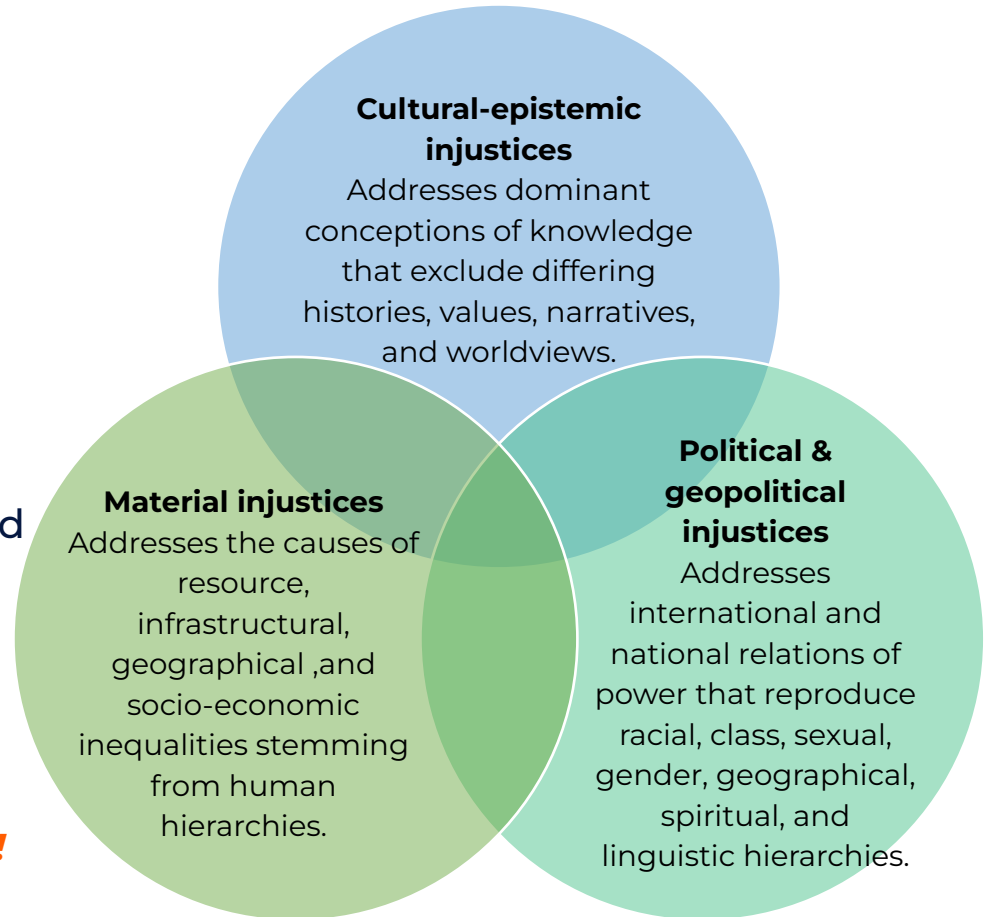 Cultural-epistemic
injustices
Addresses dominant
conceptions of knowledge
that exclude differing
histories, values, narratives,
and worldviews.
Material injustices
d
Addresses the causes of
resource,
infrastructural,
geographical ,and
socio-economic
inequalities stemming
from human
hierarchies.
!
Political &
geopolitical
injustices
Addresses
international and
national relations of
power that reproduce
racial, class, sexual,
gender, geographical,
spiritual, and
linguistic hierarchies.